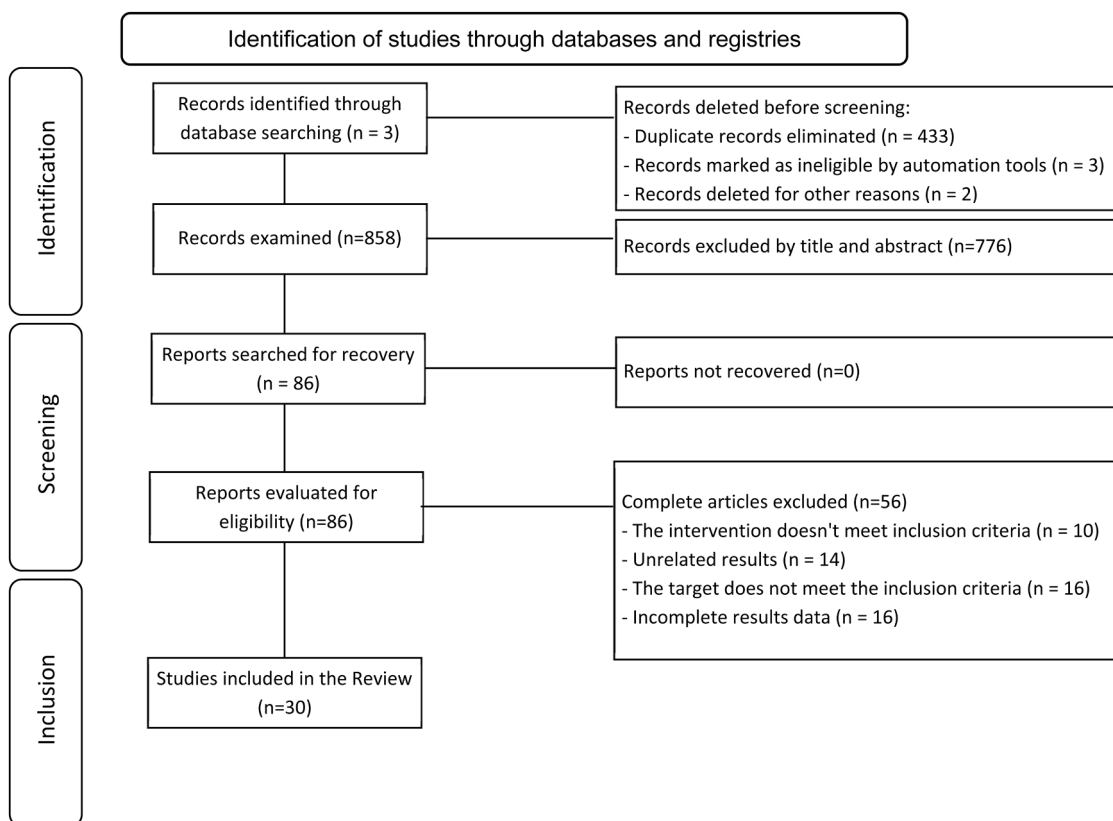 Identification of studies through databases and registries
Identification
Records identified through
database searching (n = 3)
Records deleted before screening:
- Duplicate records eliminated (n = 433)
- Records marked as ineligible by automation tools (n = 3)
- Records deleted for other reasons (n = 2)
Records examined (n=858)
Records excluded by title and abstract (n=776)
Screening
Reports searched for recovery
(n = 86)
Reports not recovered (n=0)
Reports evaluated for
eligibility (n=86)
Complete articles excluded (n=56)
- The intervention doesn't meet inclusion criteria (n = 10)
- Unrelated results (n = 14)
- The target does not meet the inclusion criteria (n = 16)
- Incomplete results data (n = 16)
Inclusion
Studies included in the Review
(n=30)